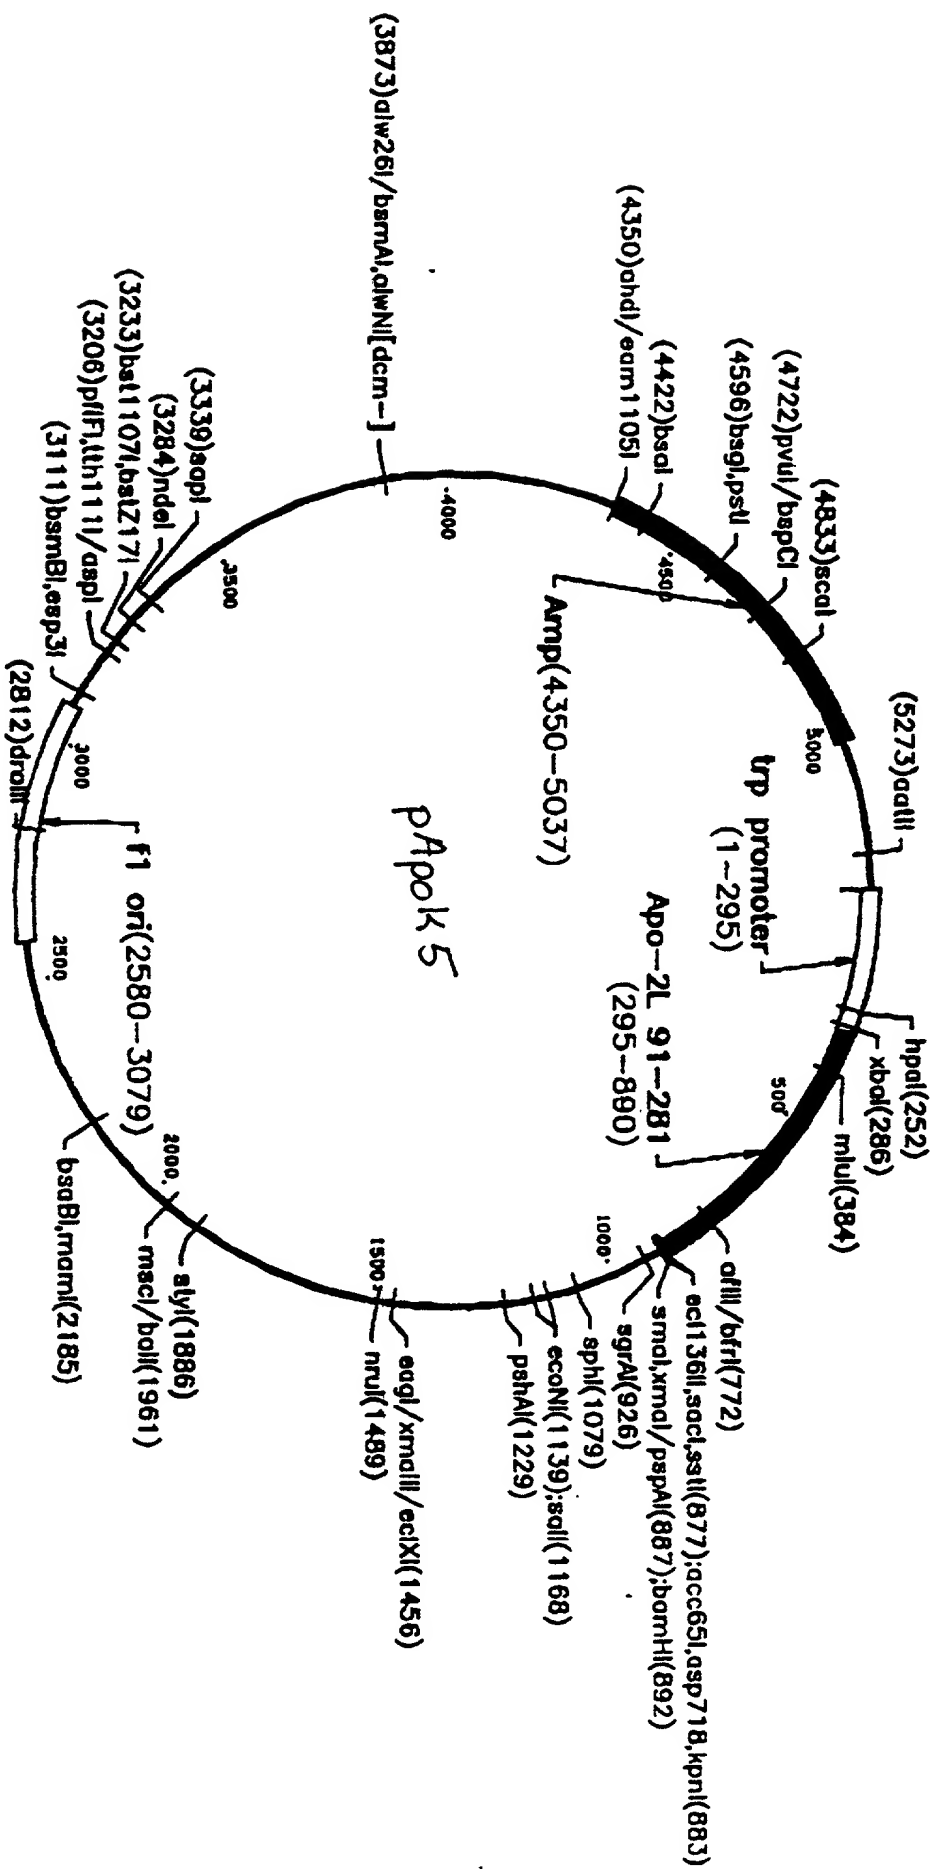 (5273)aatII
trp promoter
(1-295)
hpaI(252)
xbaI(286)
mluI(384)
Apo-2L 91-281
(295-890)
aflII/bfrI(772)
ecl136II,sacI,sstI(877);acc65I,asp718,kpnI(883)
smaI,xmaI/pspAI(887);bamHI(892)
sgrAI(926)
sphI(1079)
ecoNI(1139);salI(1168)
pshAI(1229)
eagI/xmaIII/eclXI(1456)
nruI(1489)
styI(1886)
mscI/balI(1961)
bsaBI,mamI(2185)
f1 ori(2580-3079)
(2812)draIII
(3111)bsmBI,esp3I
(3206)pflFI,tth111I/aspI
(3233)bst1107I,bstZ17I
(3284)ndeI
(3339)sapI
(3873)alw26I/bsmAI,alwNI[dcm-]
(4350)ahdI/eam1105I
(4422)bsaI
(4596)bsgI,pstI
(4722)pvuI/bspCI
(4833)scaI
Amp(4350-5037)
pApok5
500
1000
1500
2000
2500
3000
3500
4000
4500
5000